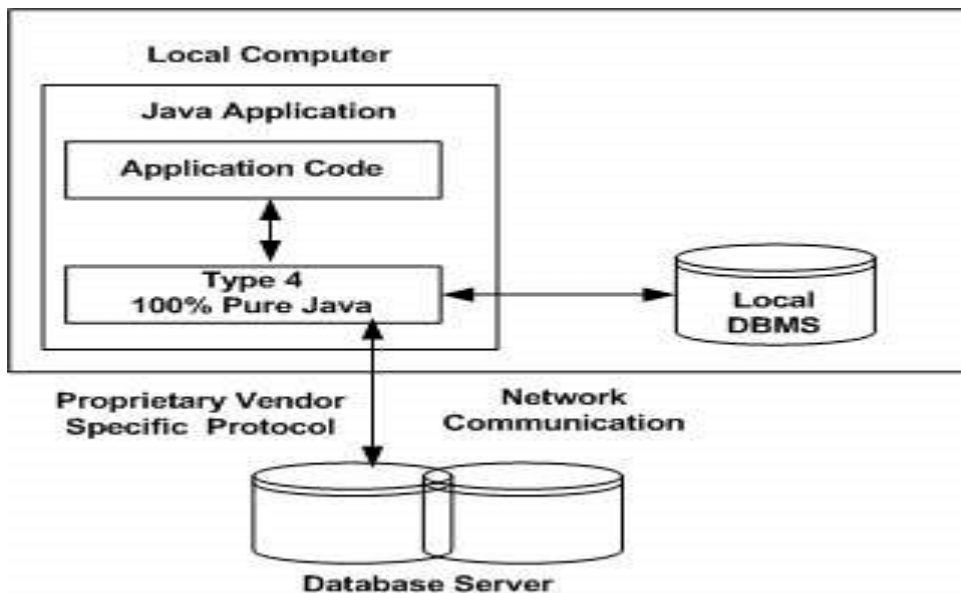 Local Computer
Java Application
Application Code
Type 4
100% Pure Java
Local
DBMS
Proprietary Vendor
Specific Protocol
Network
Communication
Database Server